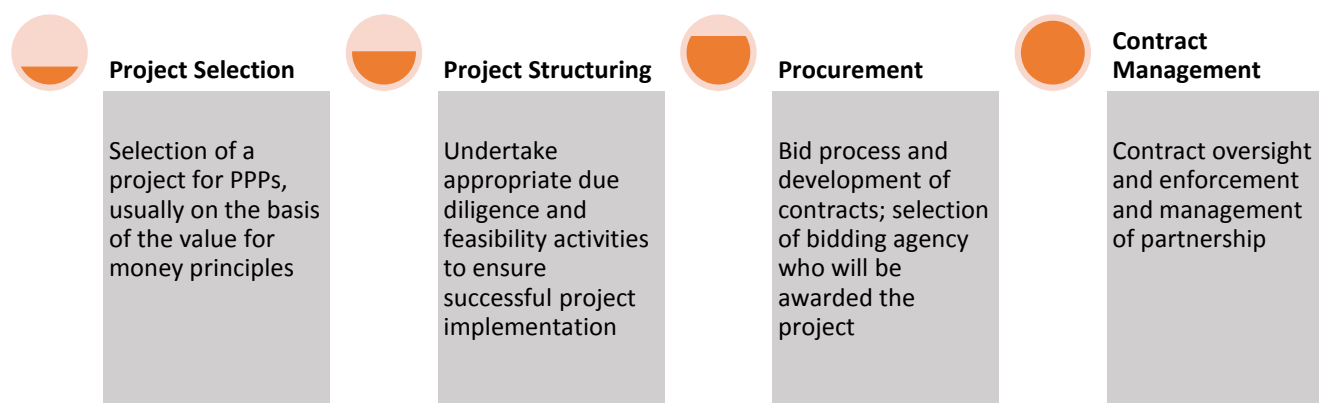 Project Selection
Selection of a
project for PPPs,
usually on the basis
of the value for
money principles
Project Structuring
Undertake
appropriate due
diligence and
feasibility activities
to ensure
successful project
implementation
Procurement
Bid process and
development of
contracts; selection
of bidding agency
who will be
awarded the
project
Contract
Management
Contract oversight
and enforcement
and management
of partnership